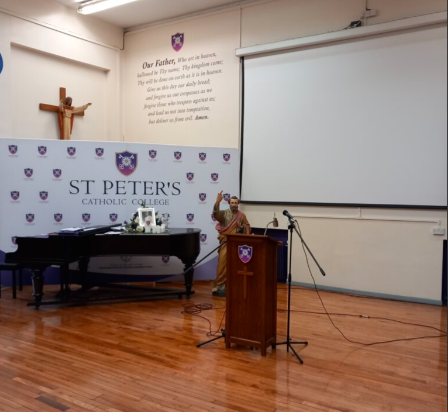 Our Father, Who art in heaven,
hallowed be Thy name; Thy kingdom come;
Thy will be done on earth as it is in heaven.
Give us this day our daily bread;
and forgive us our trespasses as we
forgive those who trespass against us;
and lead us not into temptation,
but deliver us from evil. Amen.
ST PETER'S
CATHOLIC COLLEGE